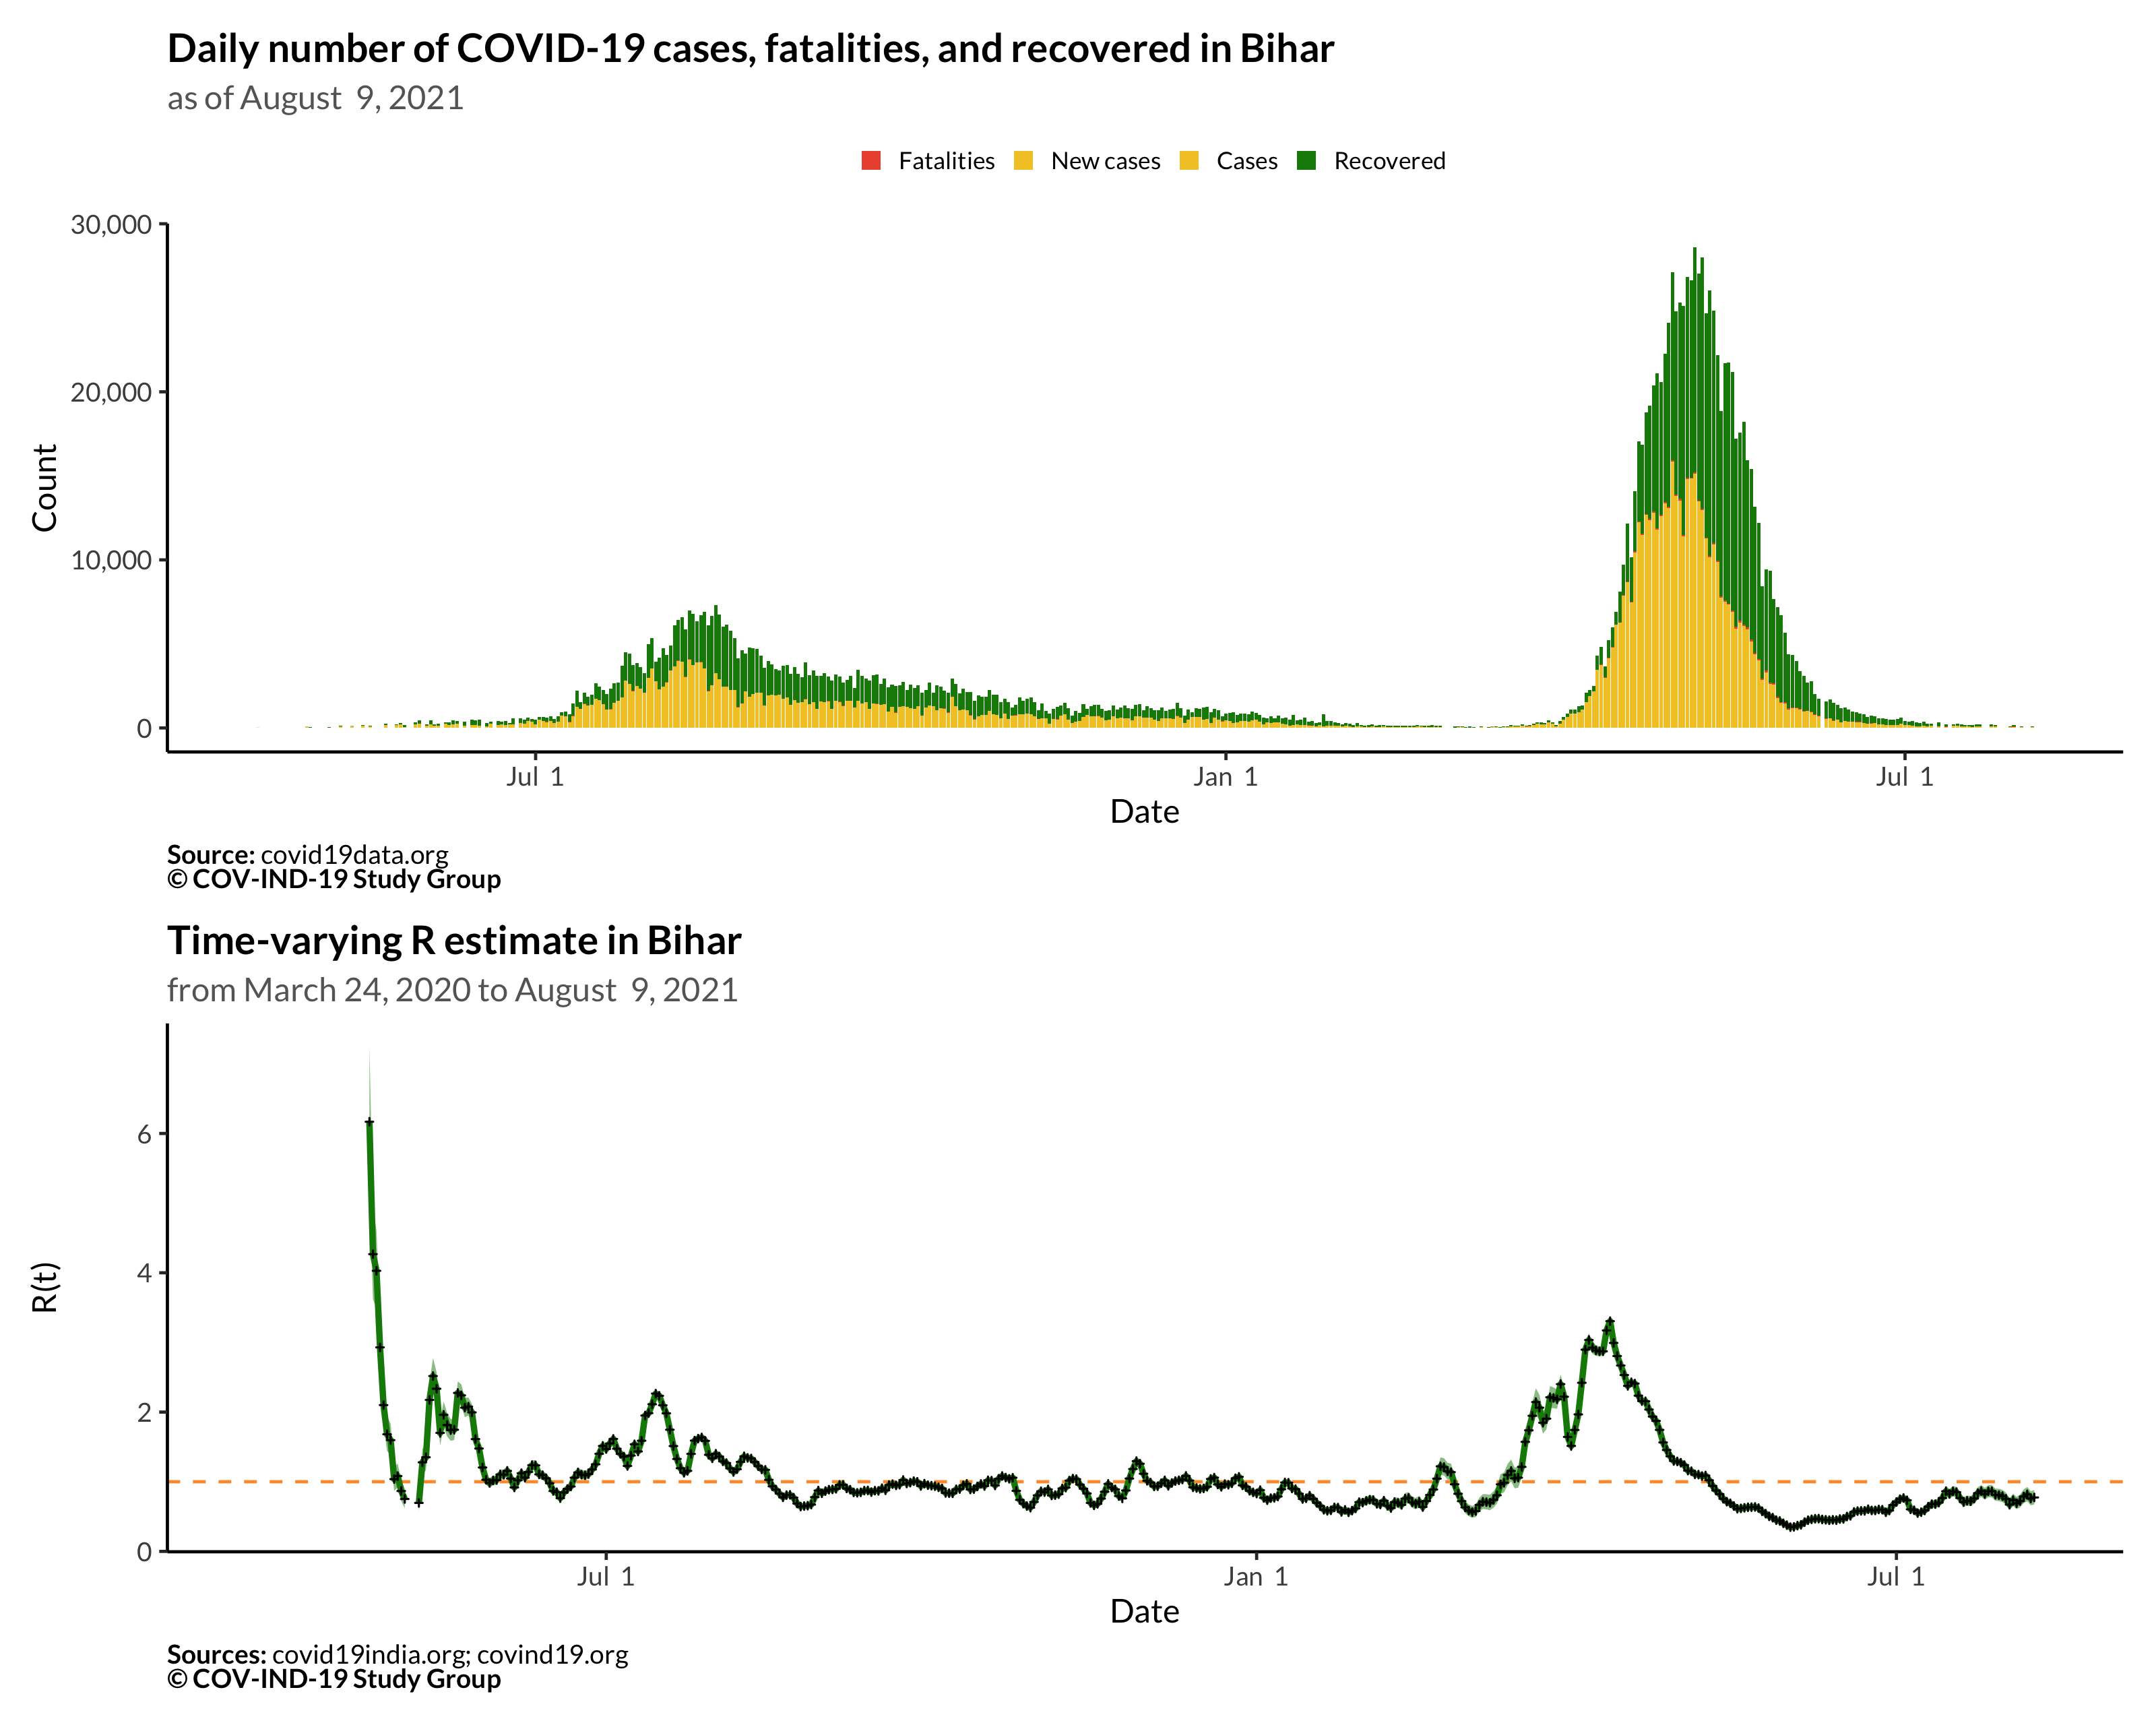 Daily number of COVID-19 cases, fatalities, and recovered in Bihar
as of August  9, 2021
Fatalities New cases Cases Recovered
30,000
20,000
10,000
0
Count
Jul  1 Jan  1 Jul  1
Date
Source: covid19data.org
© COV-IND-19 Study Group
Time-varying R estimate in Bihar
from March 24, 2020 to August  9, 2021
6
4
2
0
R(t)
Jul  1 Jan  1 Jul  1
Date
Sources: covid19india.org; covind19.org
© COV-IND-19 Study Group